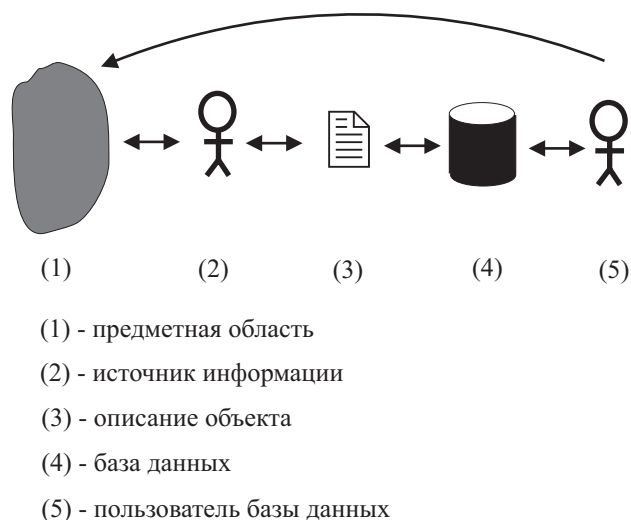 (1) (2) (3) (4) (5)
(1) - предметная область
(2) - источник информации
(3) - описание объекта
(4) - база данных
(5) - пользователь базы данных